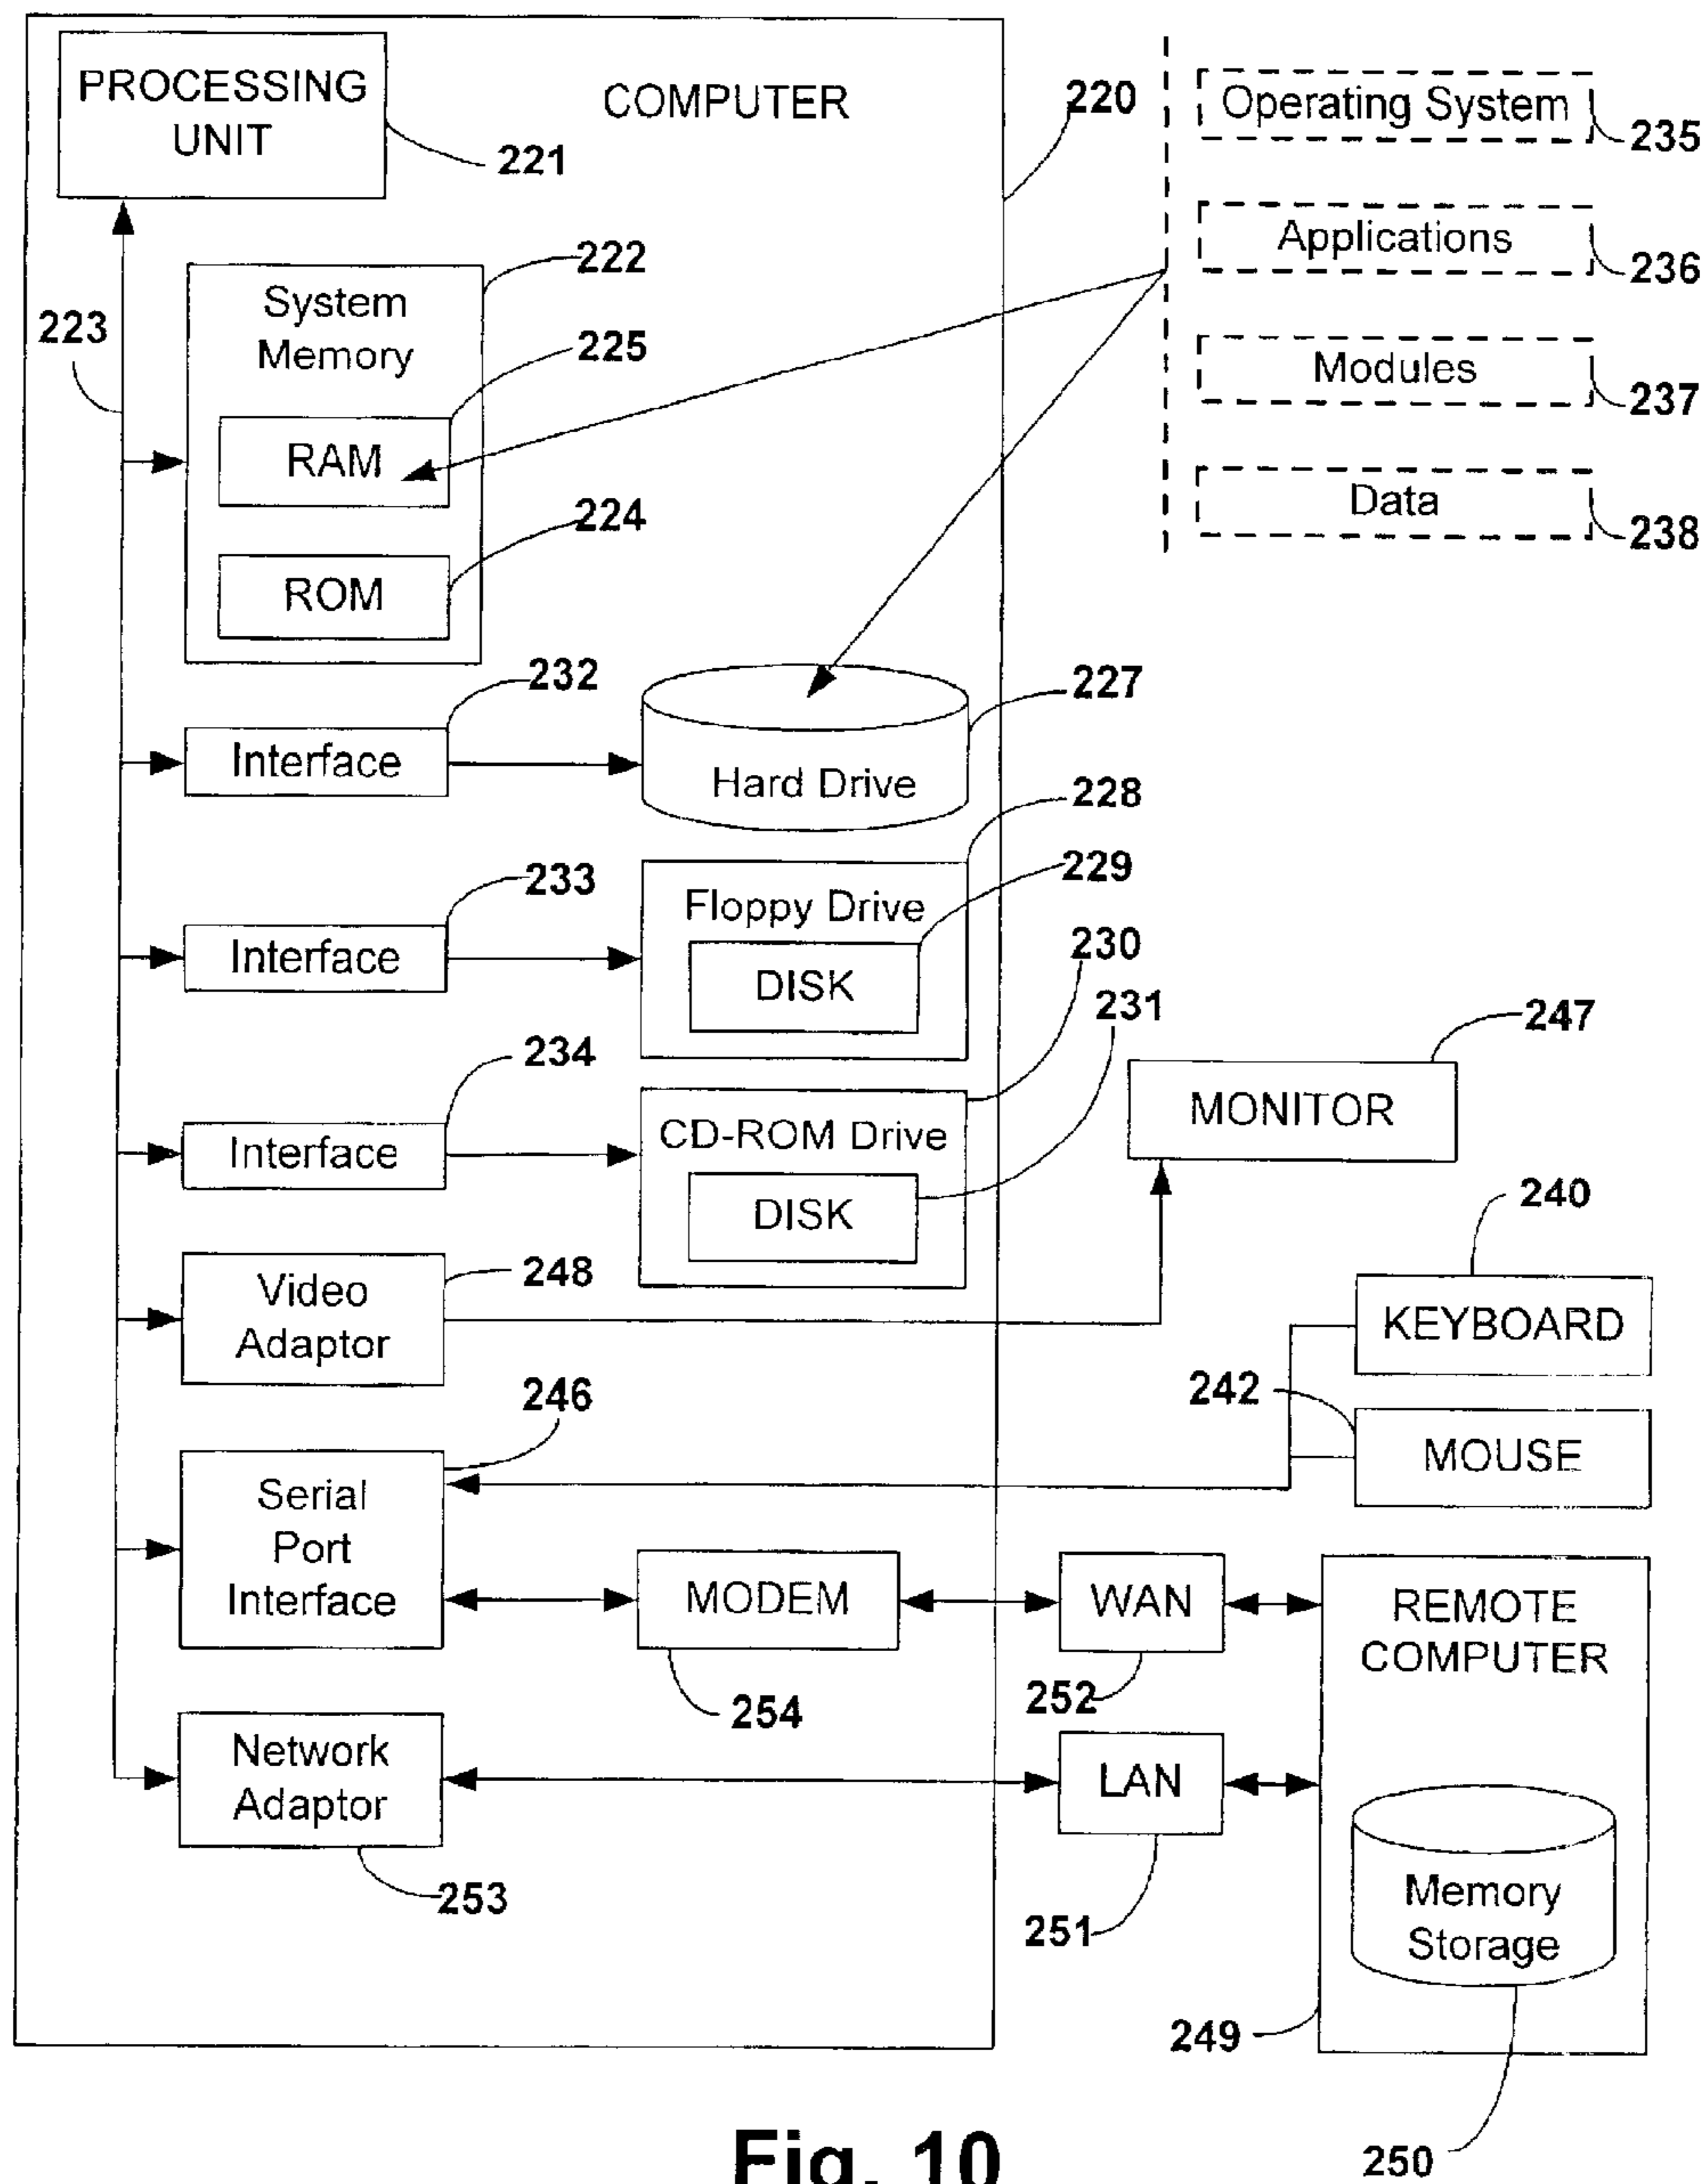 PROCESSING
UNIT
221
COMPUTER
220
Operating System
235
Applications
236
Modules
237
Data
238
223
System
Memory
222
RAM
225
ROM
224
Interface
232
Hard Drive
227
Interface
233
Floppy Drive
228
DISK
229
Interface
234
CD-ROM Drive
230
DISK
231
MONITOR
247
Video
Adaptor
248
KEYBOARD
240
MOUSE
242
Serial
Port
Interface
246
MODEM
254
WAN
252
REMOTE
COMPUTER
249
Network
Adaptor
253
LAN
251
Memory
Storage
250
Fig. 10